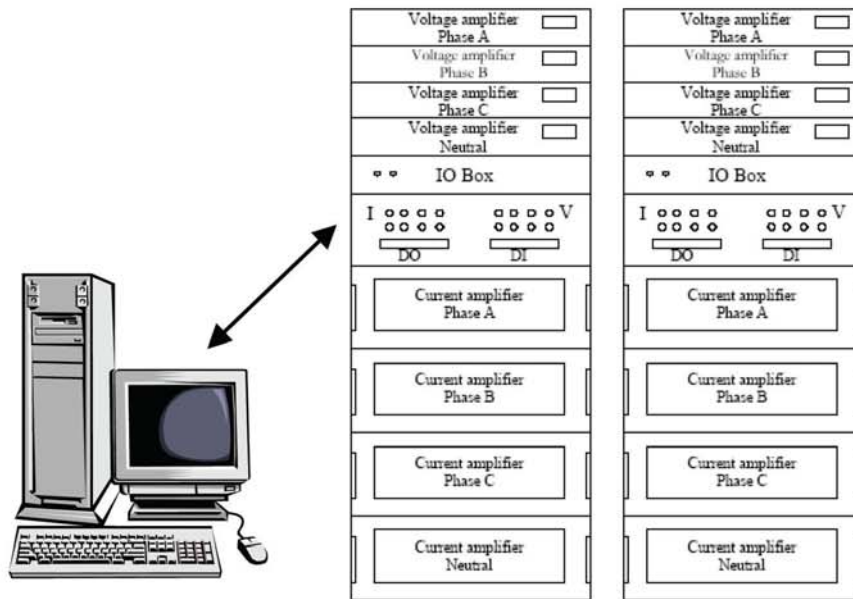 Voltage amplifier
Phase A
Voltage amplifier
Phase B
Voltage amplifier
Phase C
Voltage amplifier
Neutral
IO Box
I
V
DO
DI
Current amplifier
Phase A
Current amplifier
Phase B
Current amplifier
Phase C
Current amplifier
Neutral
Voltage amplifier
Phase A
Voltage amplifier
Phase B
Voltage amplifier
Phase C
Voltage amplifier
Neutral
IO Box
I
V
DO
DI
Current amplifier
Phase A
Current amplifier
Phase B
Current amplifier
Phase C
Current amplifier
Neutral